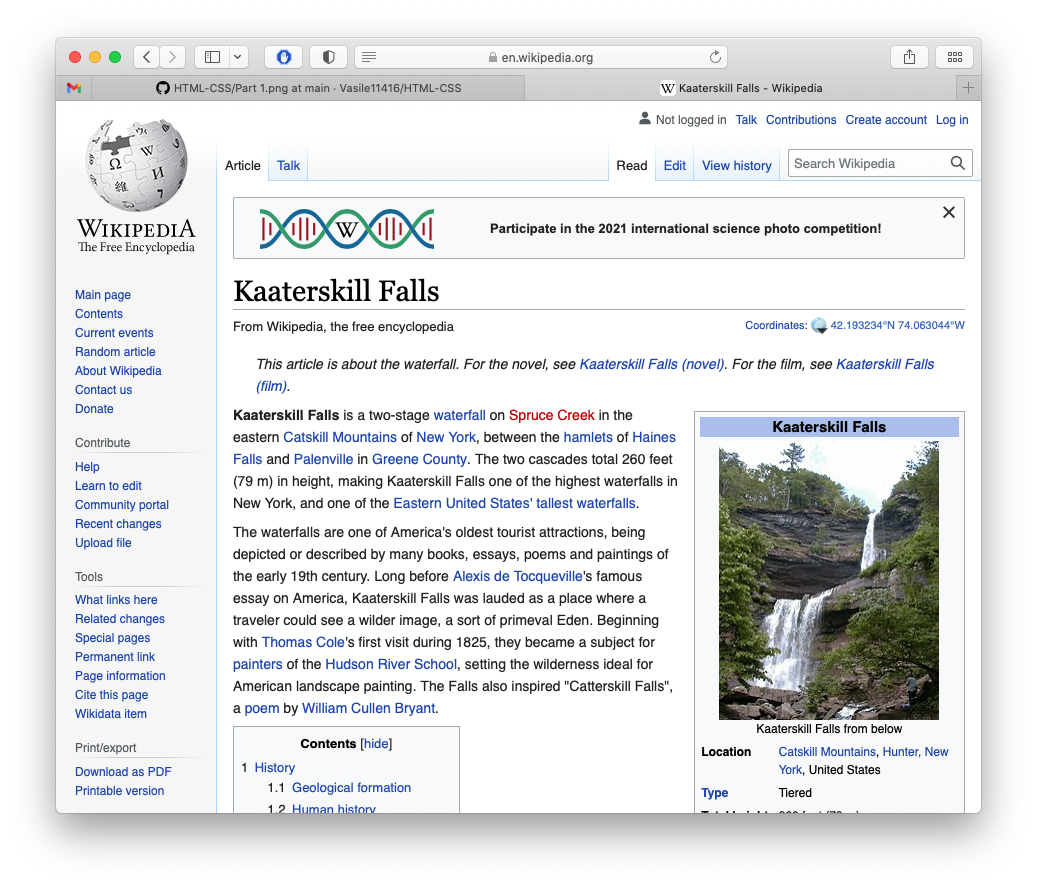 en.wikipedia.org
HTML-CSS/Part 1.png at main · Vasile11416/HTML-CSS
W Kaaterskill Falls - Wikipedia
Not logged in Talk Contributions Create account Log in
Article Talk
Read Edit View history Search Wikipedia
Ω W И 維 7
WIKIPEDIA
The Free Encyclopedia
Main page
Contents
Current events
Random article
About Wikipedia
Contact us
Donate
Contribute
Help
Learn to edit
Community portal
Recent changes
Upload file
Tools
What links here
Related changes
Special pages
Permanent link
Page information
Cite this page
Wikidata item
Print/export
Download as PDF
Printable version
W
Participate in the 2021 international science photo competition!
Kaaterskill Falls
From Wikipedia, the free encyclopedia
Coordinates: 42.193234°N 74.063044°W
This article is about the waterfall. For the novel, see Kaaterskill Falls (novel). For the film, see Kaaterskill Falls
(film).
Kaaterskill Falls is a two-stage waterfall on Spruce Creek in the
eastern Catskill Mountains of New York, between the hamlets of Haines
Falls and Palenville in Greene County. The two cascades total 260 feet
(79 m) in height, making Kaaterskill Falls one of the highest waterfalls in
New York, and one of the Eastern United States' tallest waterfalls.
The waterfalls are one of America's oldest tourist attractions, being
depicted or described by many books, essays, poems and paintings of
the early 19th century. Long before Alexis de Tocqueville's famous
essay on America, Kaaterskill Falls was lauded as a place where a
traveler could see a wilder image, a sort of primeval Eden. Beginning
with Thomas Cole's first visit during 1825, they became a subject for
painters of the Hudson River School, setting the wilderness ideal for
American landscape painting. The Falls also inspired "Catterskill Falls",
a poem by William Cullen Bryant.
Contents [hide]
1 History
1.1 Geological formation
1.2 Human history
Kaaterskill Falls
Kaaterskill Falls from below
Location Catskill Mountains, Hunter, New
York, United States
Type Tiered